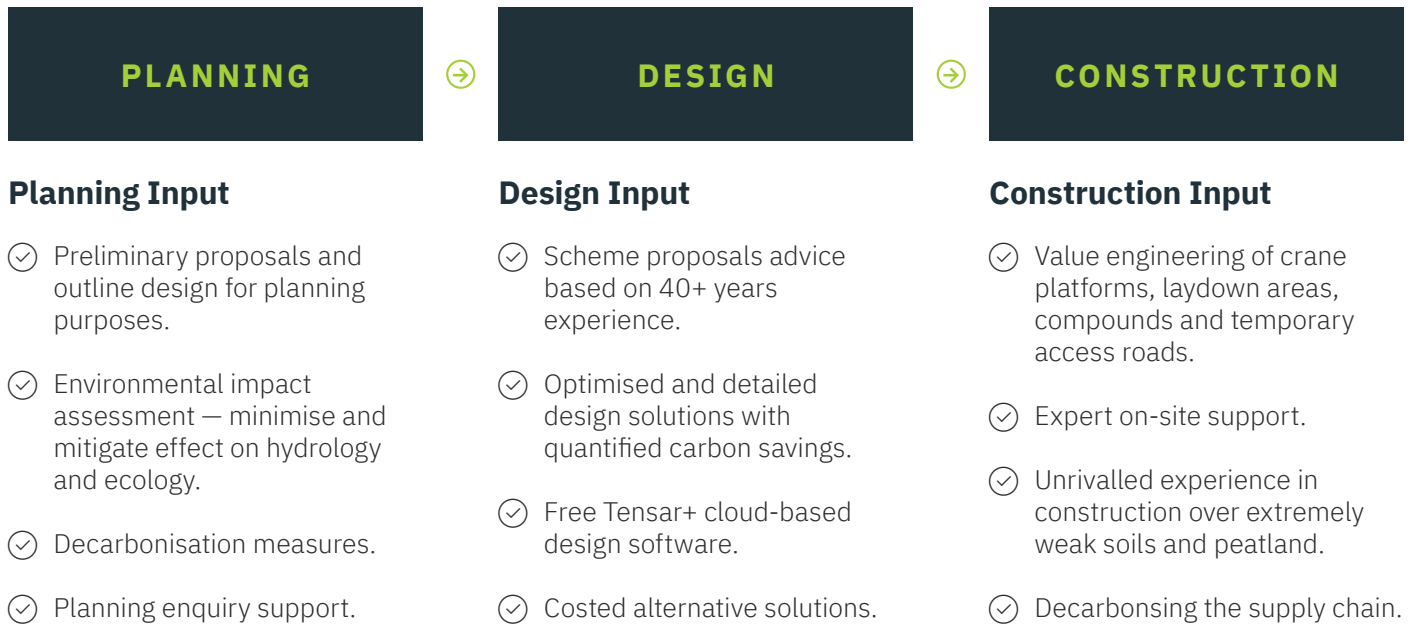 PLANNING
DESIGN
CONSTRUCTION
Planning Input
Preliminary proposals and
outline design for planning
purposes.
Environmental impact
assessment — minimise and
mitigate effect on hydrology
and ecology.
Decarbonisation measures.
Planning enquiry support.
Design Input
Scheme proposals advice
based on 40+ years
experience.
Optimised and detailed
design solutions with
quantified carbon savings.
Free Tensar+ cloud-based
design software.
Costed alternative solutions.
Construction Input
Value engineering of crane
platforms, laydown areas,
compounds and temporary
access roads.
Expert on-site support.
Unrivalled experience in
construction over extremely
weak soils and peatland.
Decarbonsing the supply chain.